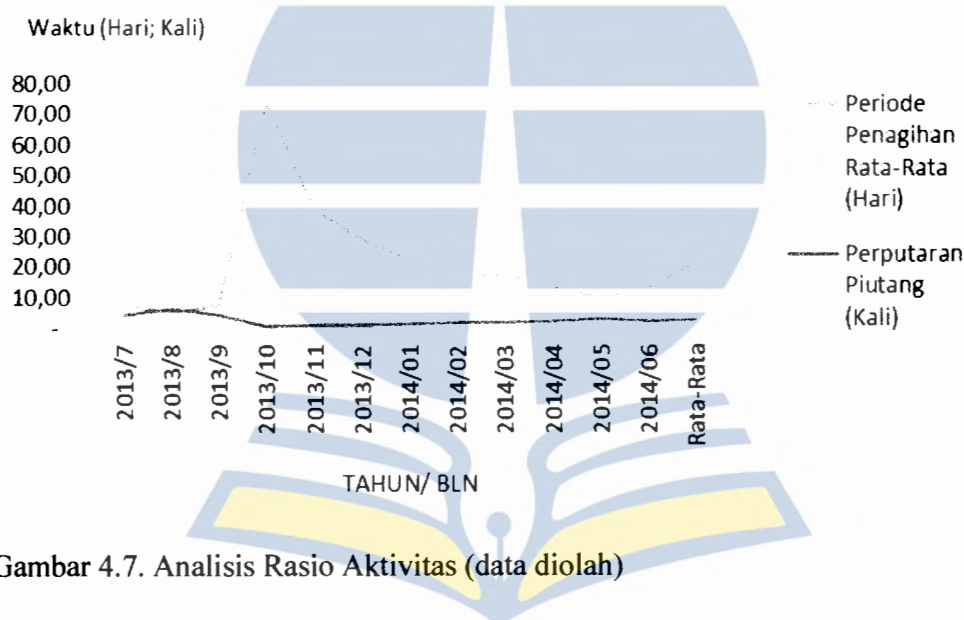 Waktu (Hari; Kali)
80,00
70,00
60,00
50,00
40,00
30,00
20,00
10,00
-
2013/7
2013/8
2013/9
2013/10
2013/11
2013/12
2014/01
2014/02
2014/03
2014/04
2014/05
2014/06
Rata-Rata
TAHUN/ BLN
Periode
Penagihan
Rata-Rata
(Hari)
Perputaran
Piutang
(Kali)
Gambar 4.7. Analisis Rasio Aktivitas (data diolah)